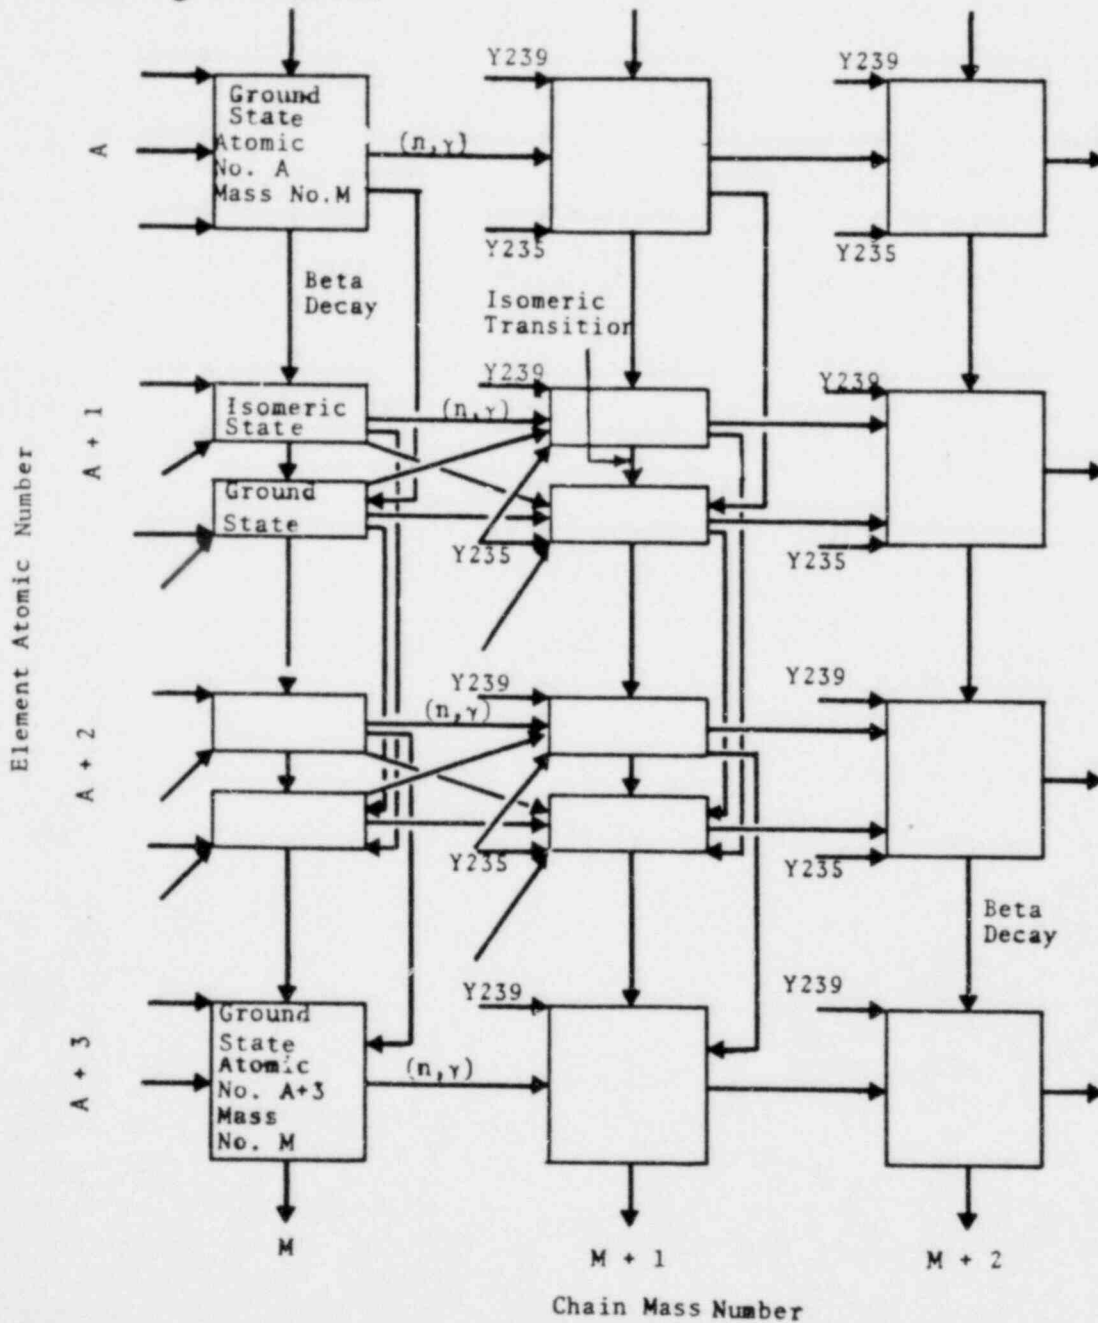 Y239
Y239
Ground
State
Atomic
No. A
Mass No.M
(n,γ)
A
Y235
Y235
Beta
Decay
Isomeric
Transition
Y239
Y239
Isomeric
State
(n,γ)
A + 1
Ground
State
Y235
Y235
Element Atomic Number
Y239
Y239
(n,γ)
A + 2
Y235
Y235
Beta
Decay
Y239
Y239
Ground
State
Atomic
No. A+3
Mass
No. M
(n,γ)
A + 3
M
M + 1
M + 2
Chain Mass Number